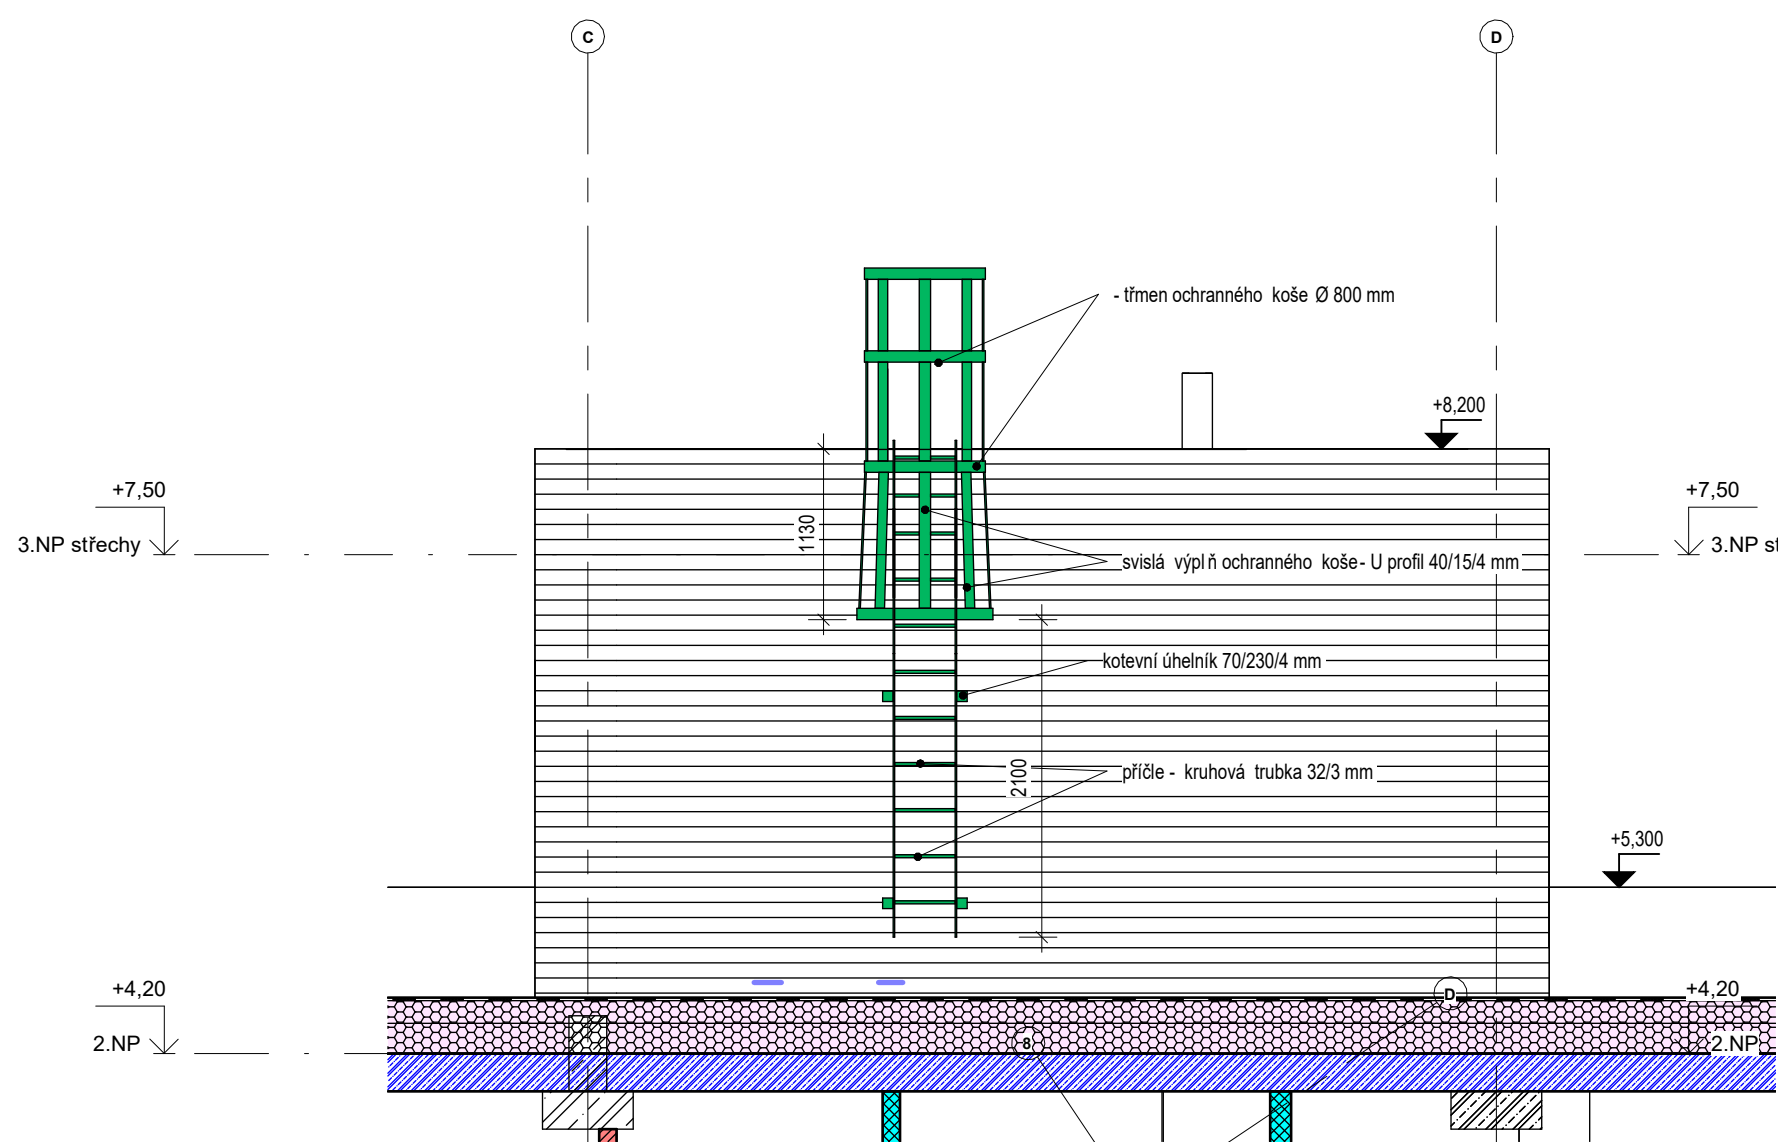 C
D
- třmen ochranného koše Ø 800 mm
+8,200
+7,50
+7,50
1130
3.NP střechy
3.NP st
svislá výplň ochranného koše- U profil 40/15/4 mm
kotevní úhelník 70/230/4 mm
2100
příčle - kruhová trubka 32/3 mm
+5,300
+4,20
D
+4,20
2.NP
8
2.NP